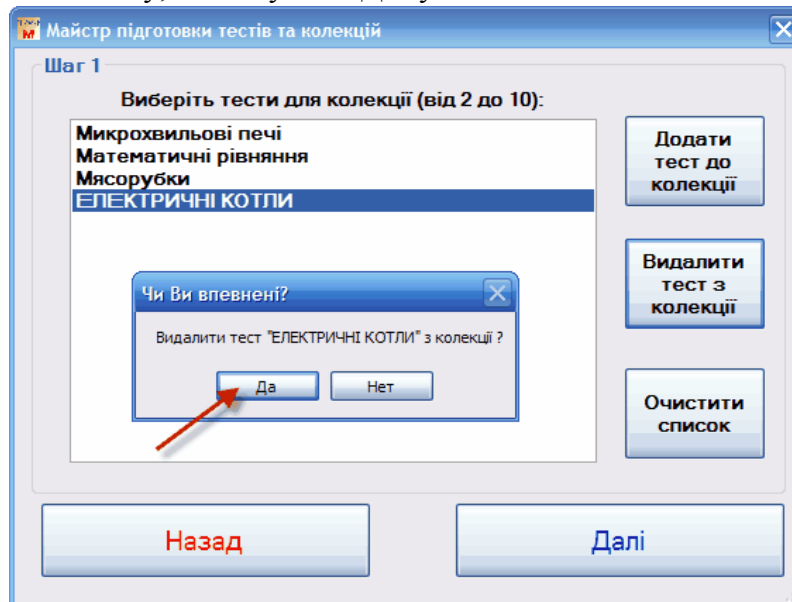 Майстр підготовки тестів та колекцій
Шаг 1
Виберіть тести для колекції (від 2 до 10):
Микрохвильові печі
Математичні рівняння
Мясорубки
ЕЛЕКТРИЧНІ КОТЛИ
Додати
тест до
колекції
Видалити
тест з
колекції
Очистити
список
Чи Ви впевнені?
Видалити тест "ЕЛЕКТРИЧНІ КОТЛИ" з колекції ?
Да
Нет
Назад
Далі